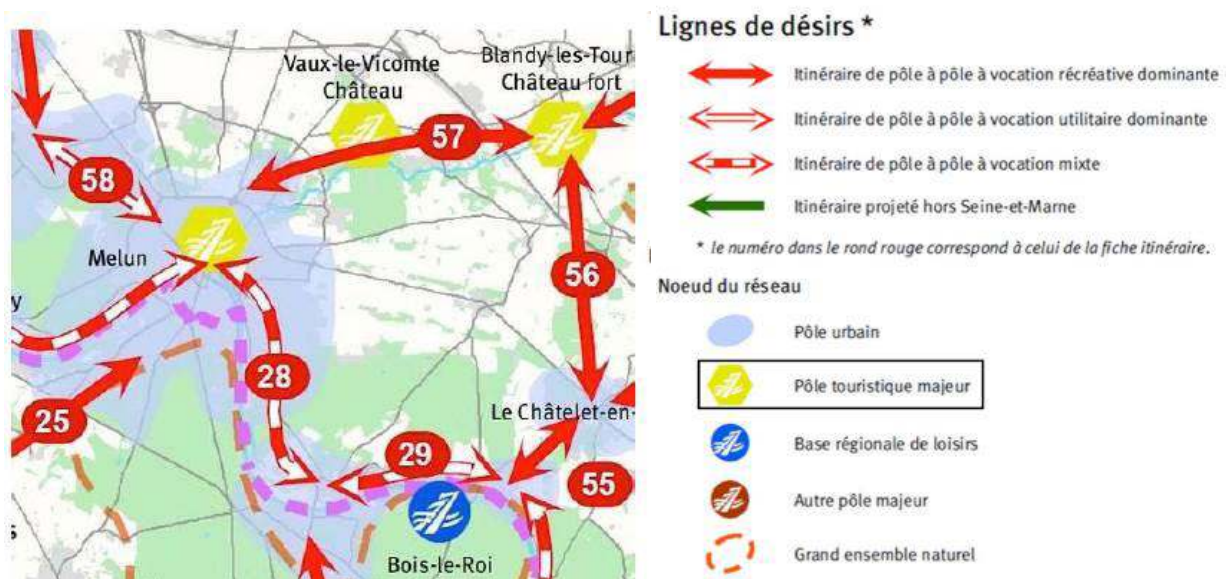 Vaux-le-Vicomte
Château
Blandy-les-Tour
Château fort
57
58
Melun
56
y
28
25
Le Châtelet-en-
29
55
s
Bois-le-Roi
Lignes de désirs *
Itinéraire de pôle à pôle à vocation récréative dominante
Itinéraire de pôle à pôle à vocation utilitaire dominante
Itinéraire de pôle à pôle à vocation mixte
Itinéraire projeté hors Seine-et-Marne
* le numéro dans le rond rouge correspond à celui de la fiche itinéraire.
Noeud du réseau
Pôle urbain
Pôle touristique majeur
Base régionale de loisirs
Autre pôle majeur
Grand ensemble naturel